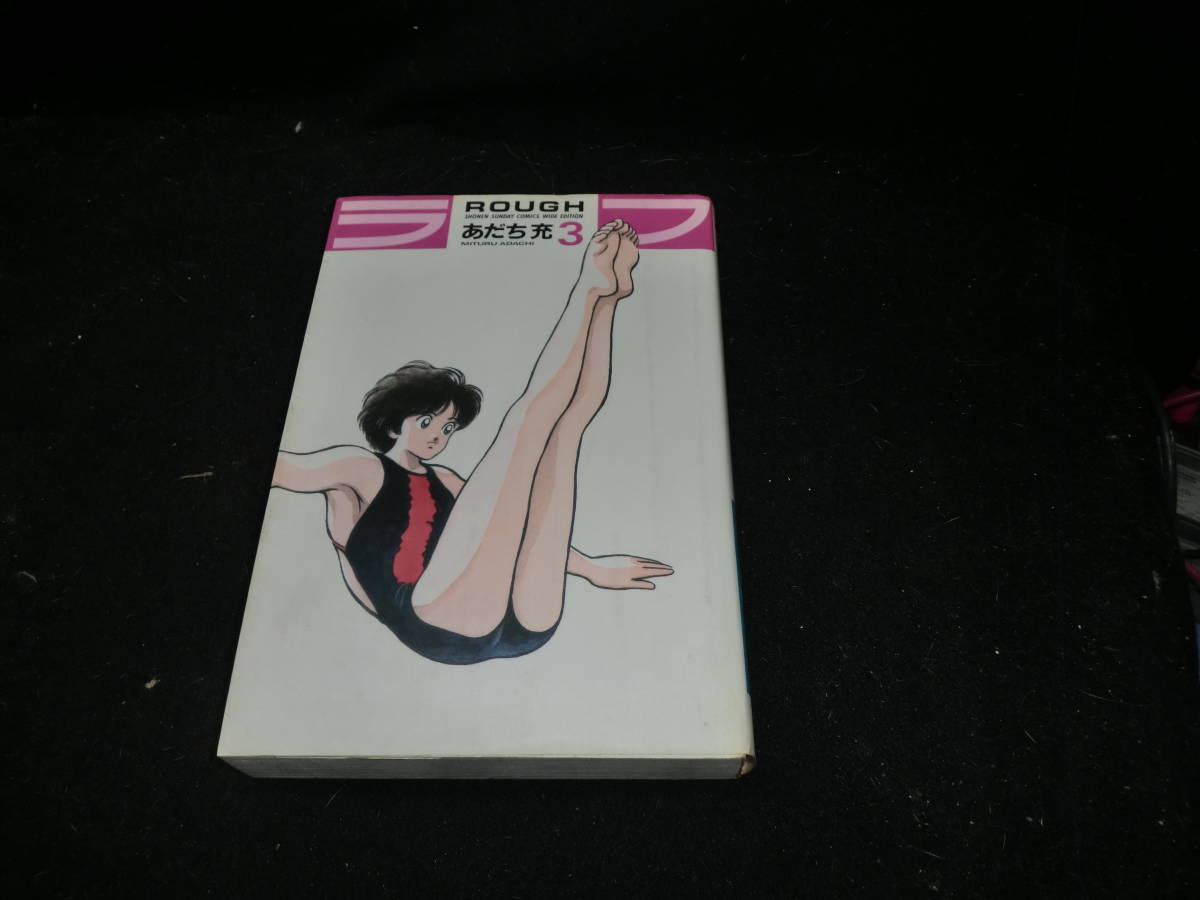 ラフ
ROUGH
SHONEN SUNDAY COMICS WIDE EDITION
あだち充 3
MITURU ADACHI